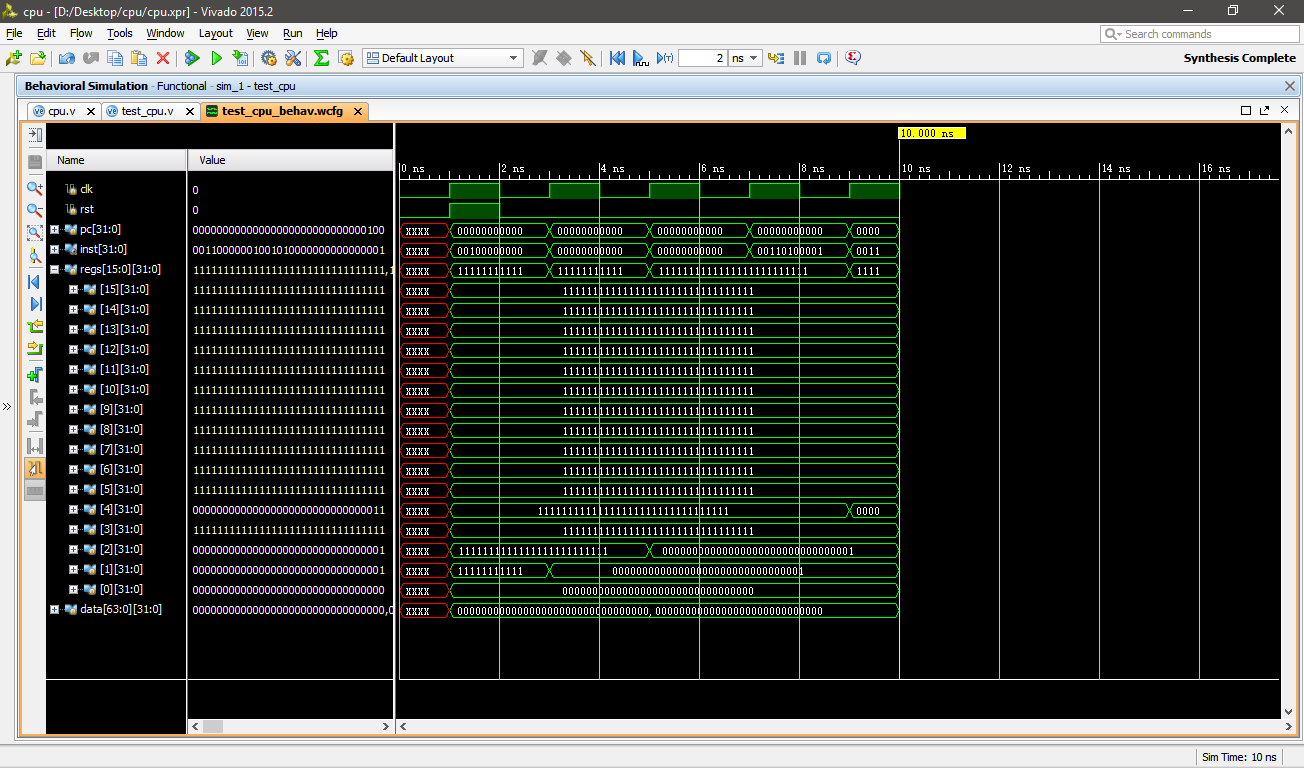 cpu - [D:/Desktop/cpu/cpu.xpr] - Vivado 2015.2
File Edit Flow Tools Window Layout View Run Help
Search commands
Default Layout 2 ns Synthesis Complete
Behavioral Simulation - Functional - sim_1 - test_cpu
cpu.v test_cpu.v test_cpu_behav.wcfg
10.000 ns
Name Value 0 ns 2 ns 4 ns 6 ns 8 ns 10 ns 12 ns 14 ns 16 ns
clk 0
rst 0
pc[31:0] 00000000000000000000000000000100 XXXX 00000000000 00000000000 00000000000 00000000000 0000
inst[31:0] 00110000001001010000000000000001 XXXX 00100000000 00000000000 00000000000 00110100001 0011
regs[15:0][31:0] 11111111111111111111111111111111,1 XXXX 11111111111 11111111111 1111111111111111111111111 1111
[15][31:0] 11111111111111111111111111111111 XXXX 11111111111111111111111111111111
[14][31:0] 11111111111111111111111111111111 XXXX 11111111111111111111111111111111
[13][31:0] 11111111111111111111111111111111 XXXX 11111111111111111111111111111111
[12][31:0] 11111111111111111111111111111111 XXXX 11111111111111111111111111111111
[11][31:0] 11111111111111111111111111111111 XXXX 11111111111111111111111111111111
[10][31:0] 11111111111111111111111111111111 XXXX 11111111111111111111111111111111
[9][31:0] 11111111111111111111111111111111 XXXX 11111111111111111111111111111111
[8][31:0] 11111111111111111111111111111111 XXXX 11111111111111111111111111111111
[7][31:0] 11111111111111111111111111111111 XXXX 11111111111111111111111111111111
[6][31:0] 11111111111111111111111111111111 XXXX 11111111111111111111111111111111
[5][31:0] 11111111111111111111111111111111 XXXX 11111111111111111111111111111111
[4][31:0] 00000000000000000000000000000011 XXXX 11111111111111111111111111111111 0000
[3][31:0] 11111111111111111111111111111111 XXXX 11111111111111111111111111111111
[2][31:0] 00000000000000000000000000000001 XXXX 1111111111111111111111111 00000000000000000000000000000001
[1][31:0] 00000000000000000000000000000001 XXXX 11111111111 00000000000000000000000000000001
[0][31:0] 00000000000000000000000000000000 XXXX 00000000000000000000000000000000
data[63:0][31:0] 00000000000000000000000000000000,0 XXXX 00000000000000000000000000000000,0000000000000000000000000000
Sim Time: 10 ns